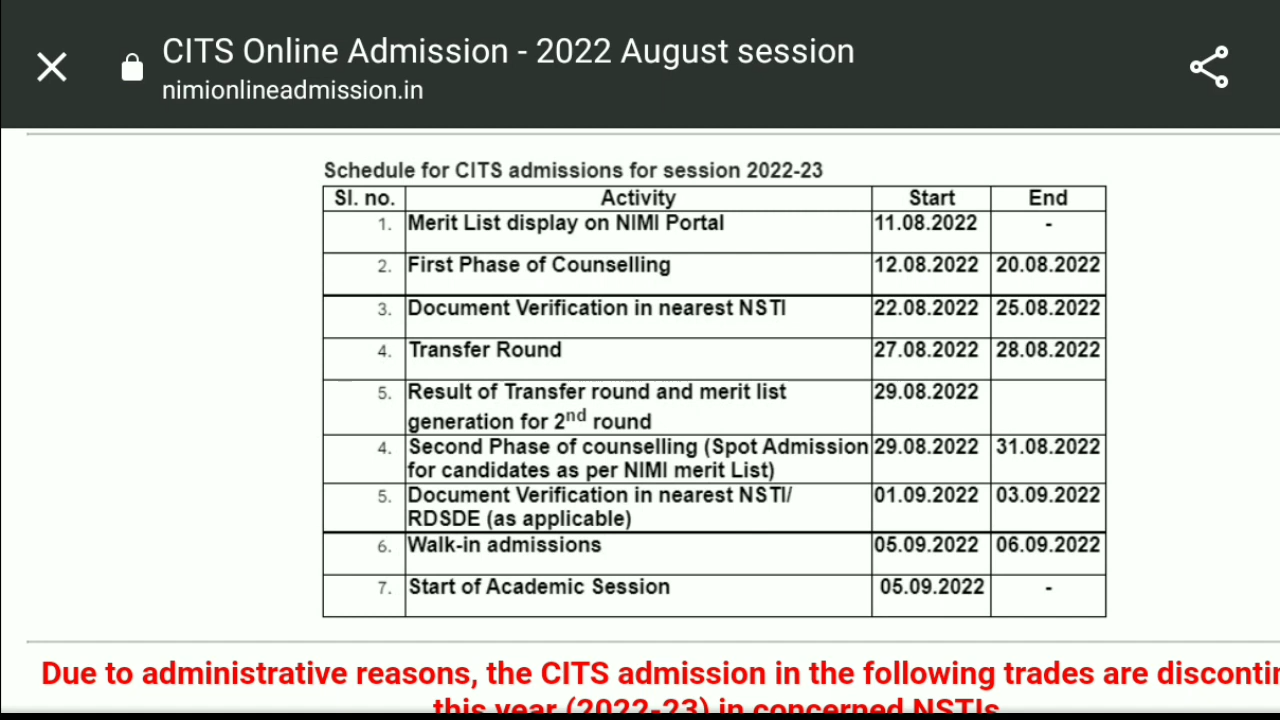 CITS Online Admission - 2022 August session
nimionlineadmission.in
Schedule for CITS admissions for session 2022-23
Sl. no. Activity Start End
1. Merit List display on NIMI Portal 11.08.2022 -
2. First Phase of Counselling 12.08.2022 20.08.2022
3. Document Verification in nearest NSTI 22.08.2022 25.08.2022
4. Transfer Round 27.08.2022 28.08.2022
5. Result of Transfer round and merit list 29.08.2022
generation for 2nd round
4. Second Phase of counselling (Spot Admission 29.08.2022 31.08.2022
for candidates as per NIMI merit List)
5. Document Verification in nearest NSTI/ 01.09.2022 03.09.2022
RDSDE (as applicable)
6. Walk-in admissions 05.09.2022 06.09.2022
7. Start of Academic Session 05.09.2022 -
Due to administrative reasons, the CITS admission in the following trades are discontin
this year (2022-23) in concerned NSTIs